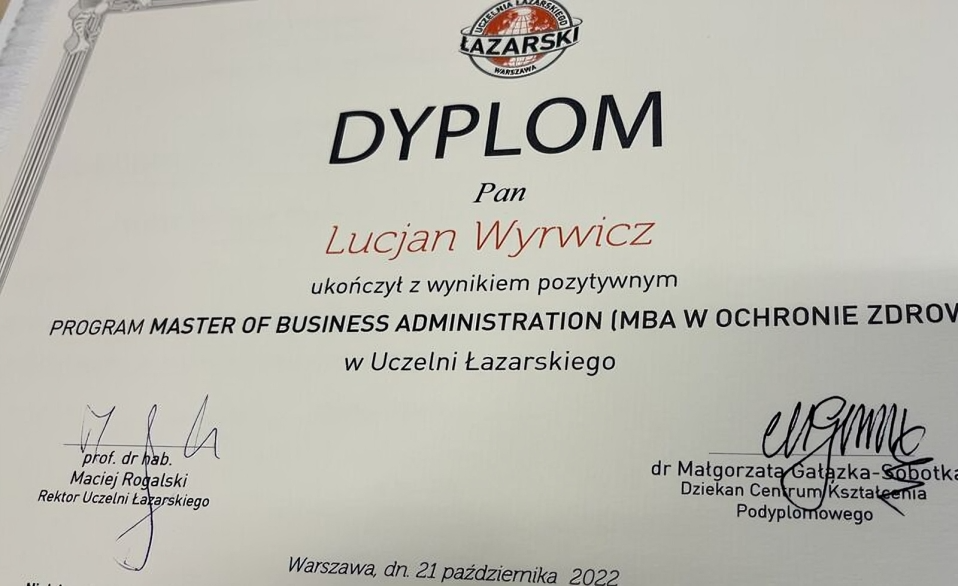 UCZELNIA ŁAZARSKIEGO
ŁAZARSKI
WARSZAWA
DYPLOM
Pan
Lucjan Wyrwicz
ukończył z wynikiem pozytywnym
PROGRAM MASTER OF BUSINESS ADMINISTRATION (MBA W OCHRONIE ZDROW
w Uczelni Łazarskiego
prof. dr hab.
Maciej Rogalski
Rektor Uczelni Łazarskiego
dr Małgorzata Gałązka-Sobotka
Dziekan Centrum Kształcenia
Podyplomowego
Warszawa, dn. 21 października 2022